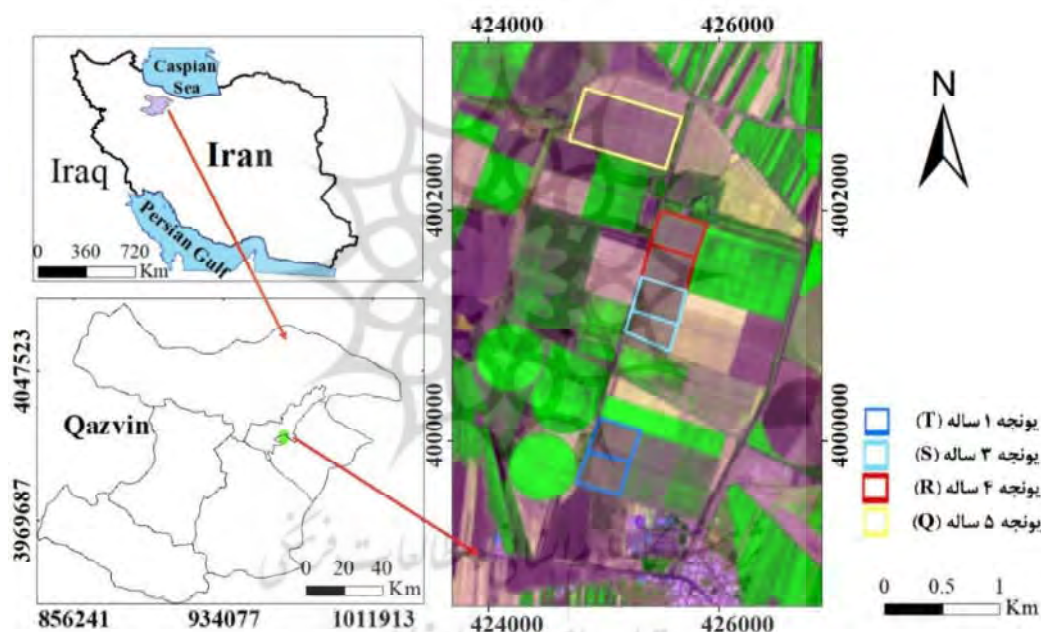 Caspian
Sea
Iran
Iraq
Persian Gulf
0 360 720
Km
4047523
3969687
Qazvin
0 20 40
Km
856241 934077 1011913
424000 426000
4002000
4000000
4002000
4000000
424000 426000
N
یونجه ۱ ساله (T)
یونجه ۳ ساله (S)
یونجه ۴ ساله (R)
یونجه ۵ ساله (Q)
0 0.5 1
Km